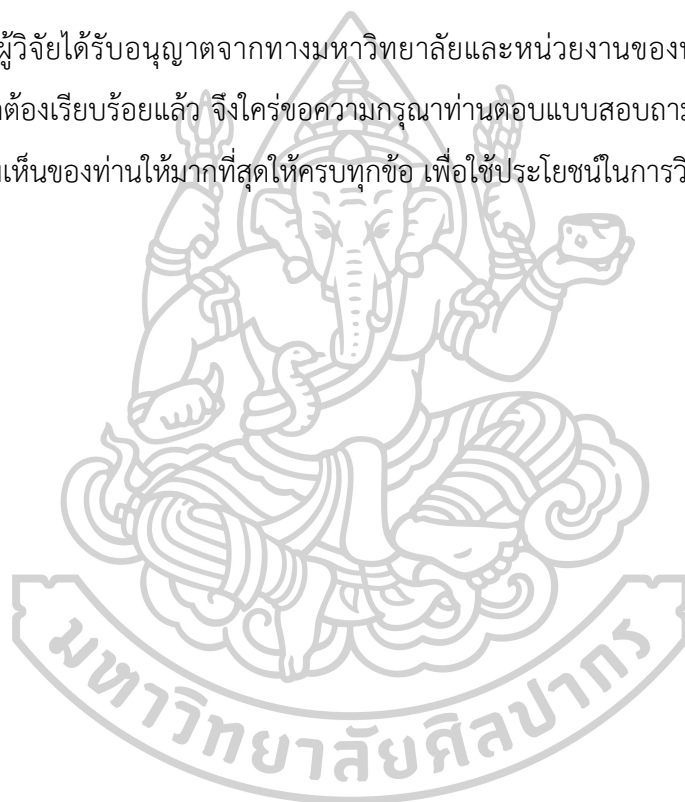 ผู้วิจัยได้รับอนุญาตจากทางมหาวิทยาลัยและหน่วยงานของ
ต้องเรียบร้อยแล้ว จึงใคร่ขอความกรุณาท่านตอบแบบสอบถาม
เห็นของท่านให้มากที่สุดให้ครบทุกข้อ เพื่อใช้ประโยชน์ในการ
มหาวิทยาลัยศิลปากร